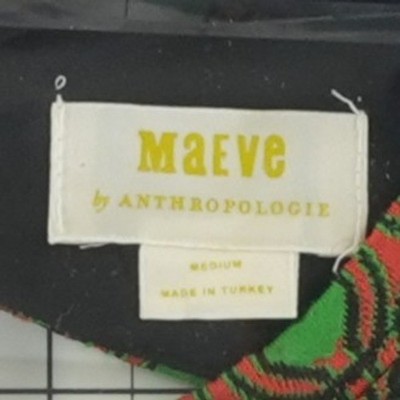 MaEve
by ANTHROPOLOGIE
MEDIUM
MADE IN TURKEY